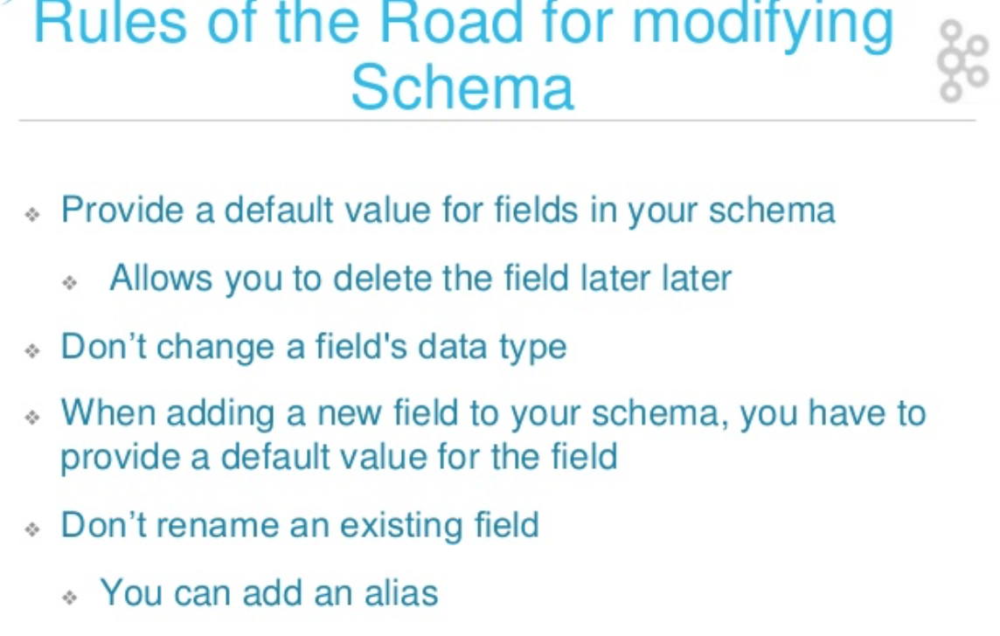 Rules of the Road for modifying
Schema
Provide a default value for fields in your schema
Allows you to delete the field later later
Don’t change a field's data type
When adding a new field to your schema, you have to
provide a default value for the field
Don’t rename an existing field
You can add an alias